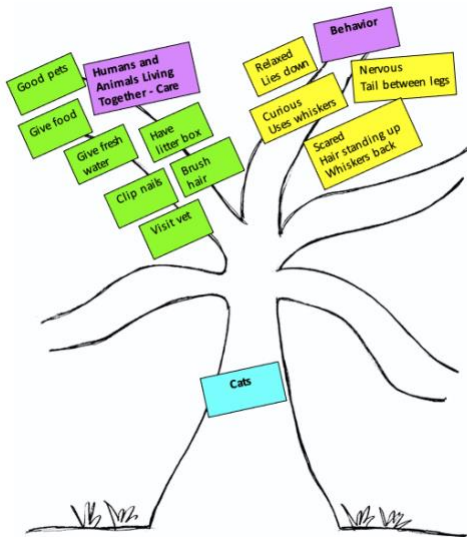 Good pets
Humans and
Animals Living
Together - Care
Give food
Give fresh
water
Have
litter box
Clip nails
Brush
hair
Visit vet
Behavior
Relaxed
Lies down
Nervous
Tail between legs
Curious
Uses whiskers
Scared
Hair standing up
Whiskers back
Cats